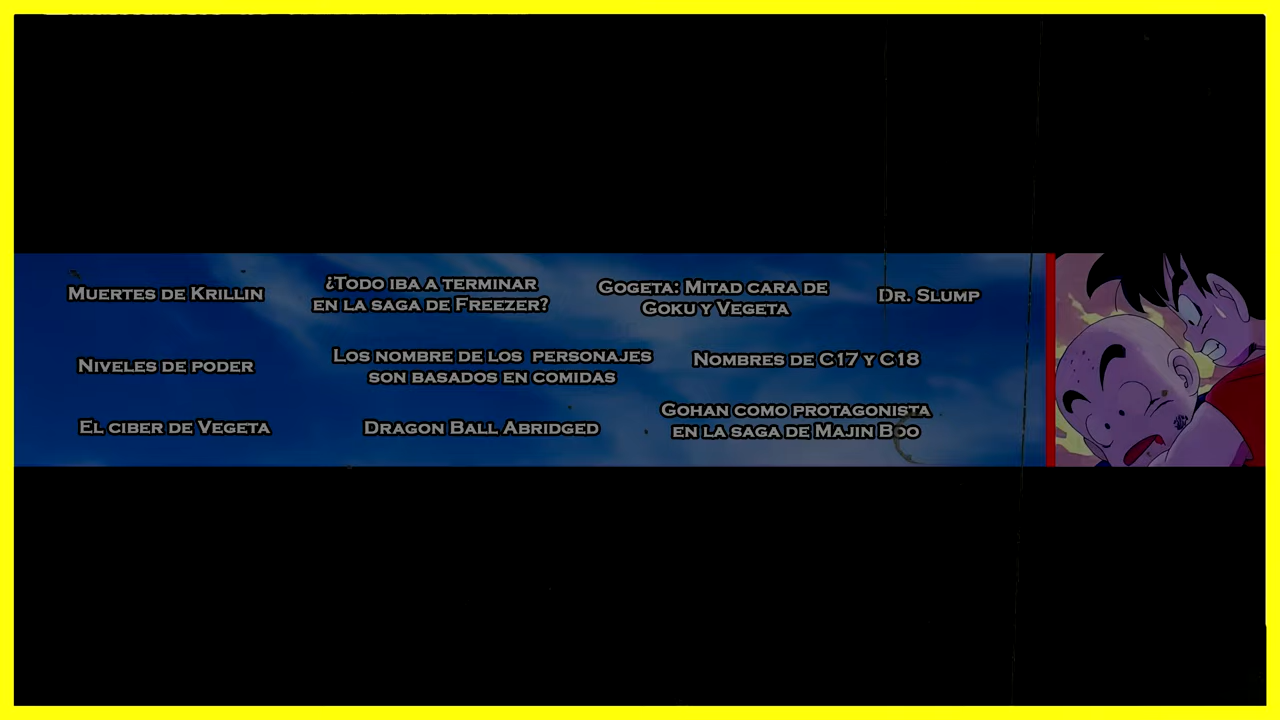 Muertes de Krillin
¿Todo iba a terminar
en la saga de Freezer?
Gogeta: Mitad cara de
Goku y Vegeta
Dr. Slump
Niveles de poder
Los nombre de los personajes
son basados en comidas
Nombres de C17 y C18
El ciber de Vegeta
Dragon Ball Abridged
Gohan como protagonista
en la saga de Majin Boo